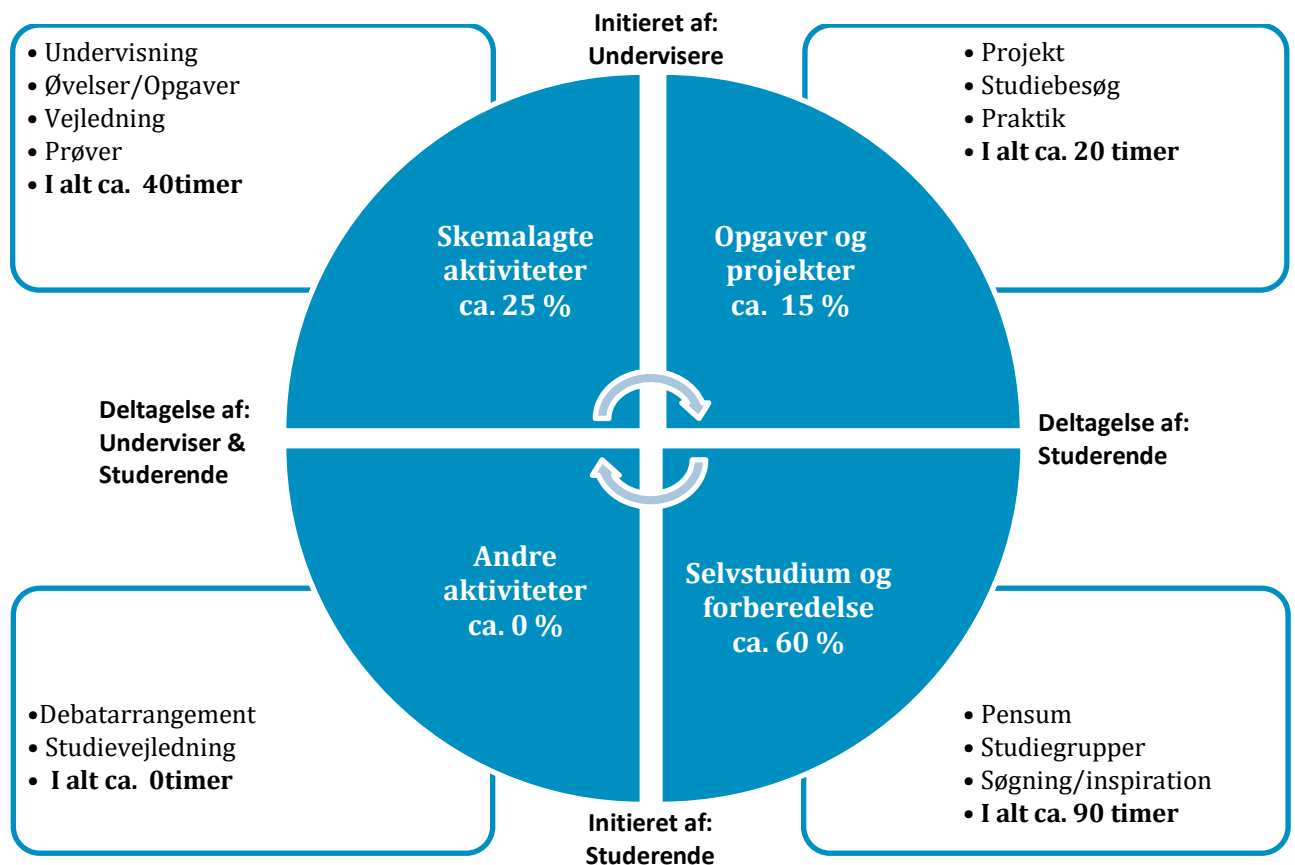 Initieret af:
Undervisere
• Undervisning
• Øvelser/Opgaver
• Vejledning
• Prøver
• I alt ca.  40timer
• Projekt
• Studiebesøg
• Praktik
• I alt ca. 20 timer
Skemalagte
aktiviteter
ca. 25 %
Opgaver og
projekter
ca.  15 %
Deltagelse af:
Underviser &
Studerende
Deltagelse af:
Studerende
Andre
aktiviteter
ca. 0 %
Selvstudium og
forberedelse
ca. 60 %
•Debatarrangement
• Studievejledning
•  I alt ca.  0timer
• Pensum
• Studiegrupper
• Søgning/inspiration
• I alt ca. 90 timer
Initieret af:
Studerende